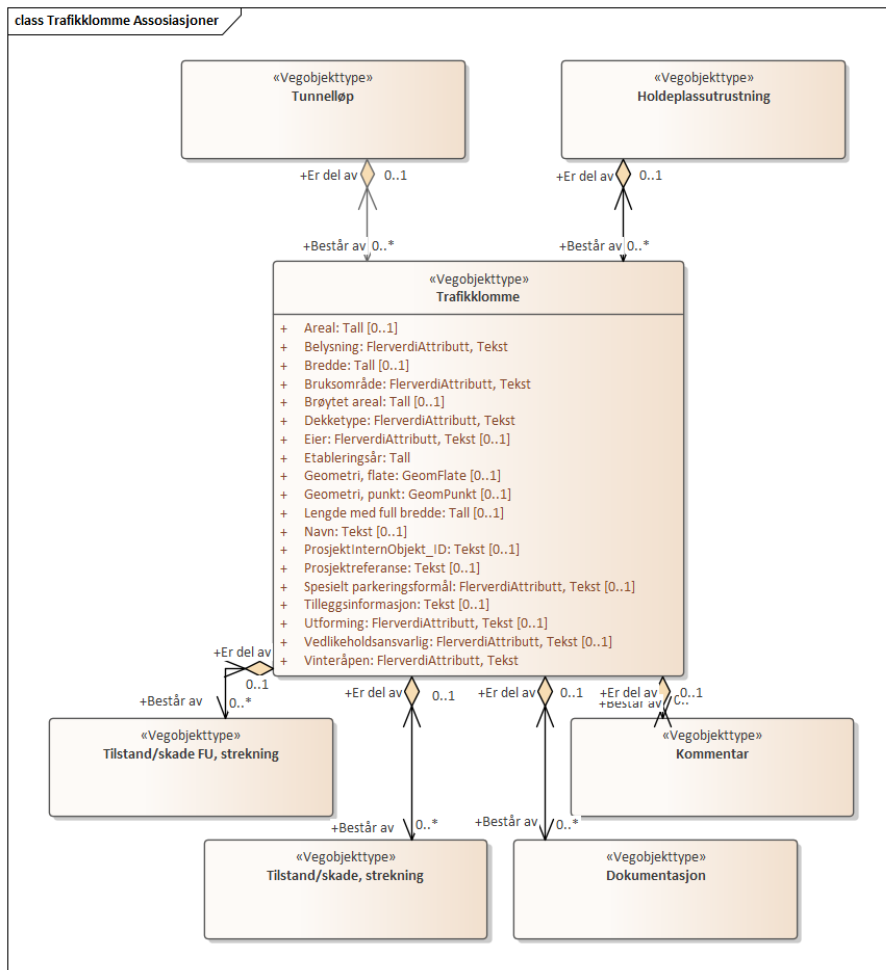 class Trafikklomme Assosiasjoner
«Vegobjekttype»
Tunnelløp
«Vegobjekttype»
Holdeplassutrustning
+Er del av 0..1
+Er del av 0..1
+Består av 0..*
+Består av 0..*
«Vegobjekttype»
Trafikklomme
+ Areal: Tall [0..1]
+ Belysning: FlerverdiAttributt, Tekst
+ Bredde: Tall [0..1]
+ Bruksområde: FlerverdiAttributt, Tekst
+ Brøytet areal: Tall [0..1]
+ Dekketype: FlerverdiAttributt, Tekst
+ Eier: FlerverdiAttributt, Tekst [0..1]
+ Etableringsår: Tall
+ Geometri, flate: GeomFlate [0..1]
+ Geometri, punkt: GeomPunkt [0..1]
+ Lengde med full bredde: Tall [0..1]
+ Navn: Tekst [0..1]
+ ProsjektInternObjekt_ID: Tekst [0..1]
+ Prosjektreferanse: Tekst [0..1]
+ Spesielt parkeringsformål: FlerverdiAttributt, Tekst [0..1]
+ Tilleggsinformasjon: Tekst [0..1]
+ Utforming: FlerverdiAttributt, Tekst [0..1]
+ Vedlikeholdsansvarlig: FlerverdiAttributt, Tekst [0..1]
+ Vinteråpen: FlerverdiAttributt, Tekst
+Er del av
0..1
+Består av 0..*
+Er del av 0..1
+Er del av 0..1
+Er del av 0..1
+Består av
«Vegobjekttype»
Tilstand/skade FU, strekning
«Vegobjekttype»
Kommentar
+Består av 0..*
+Består av 0..*
«Vegobjekttype»
Tilstand/skade, strekning
«Vegobjekttype»
Dokumentasjon